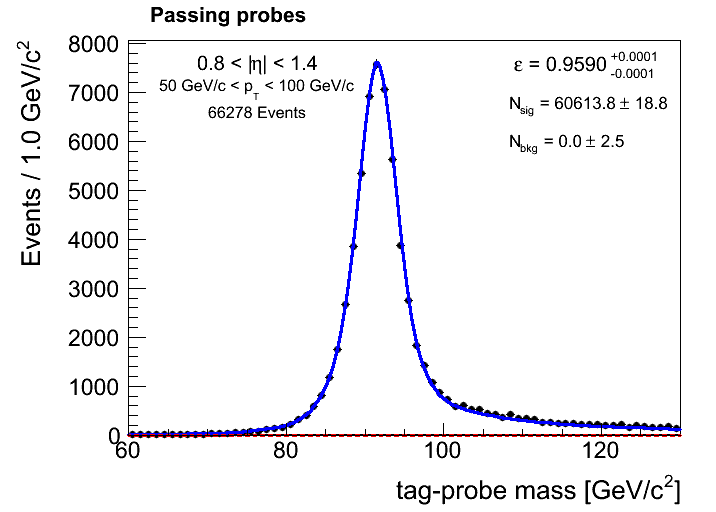 Passing probes
Events / 1.0 GeV/c²
8000
7000
6000
5000
4000
3000
2000
1000
0
0.8 < |η| < 1.4
50 GeV/c < p_T < 100 GeV/c
66278 Events
ε = 0.9590 +0.0001 -0.0001
N_sig = 60613.8 ± 18.8
N_bkg = 0.0 ± 2.5
60 80 100 120
tag-probe mass [GeV/c²]